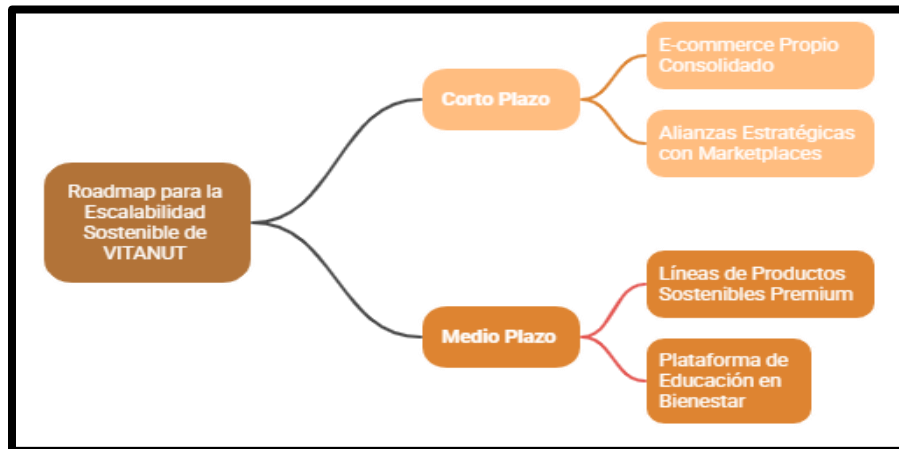 Roadmap para la
Escalabilidad
Sostenible de
VITANUT
Corto Plazo
E-commerce Propio
Consolidado
Alianzas Estratégicas
con Marketplaces
Medio Plazo
Líneas de Productos
Sostenibles Premium
Plataforma de
Educación en
Bienestar